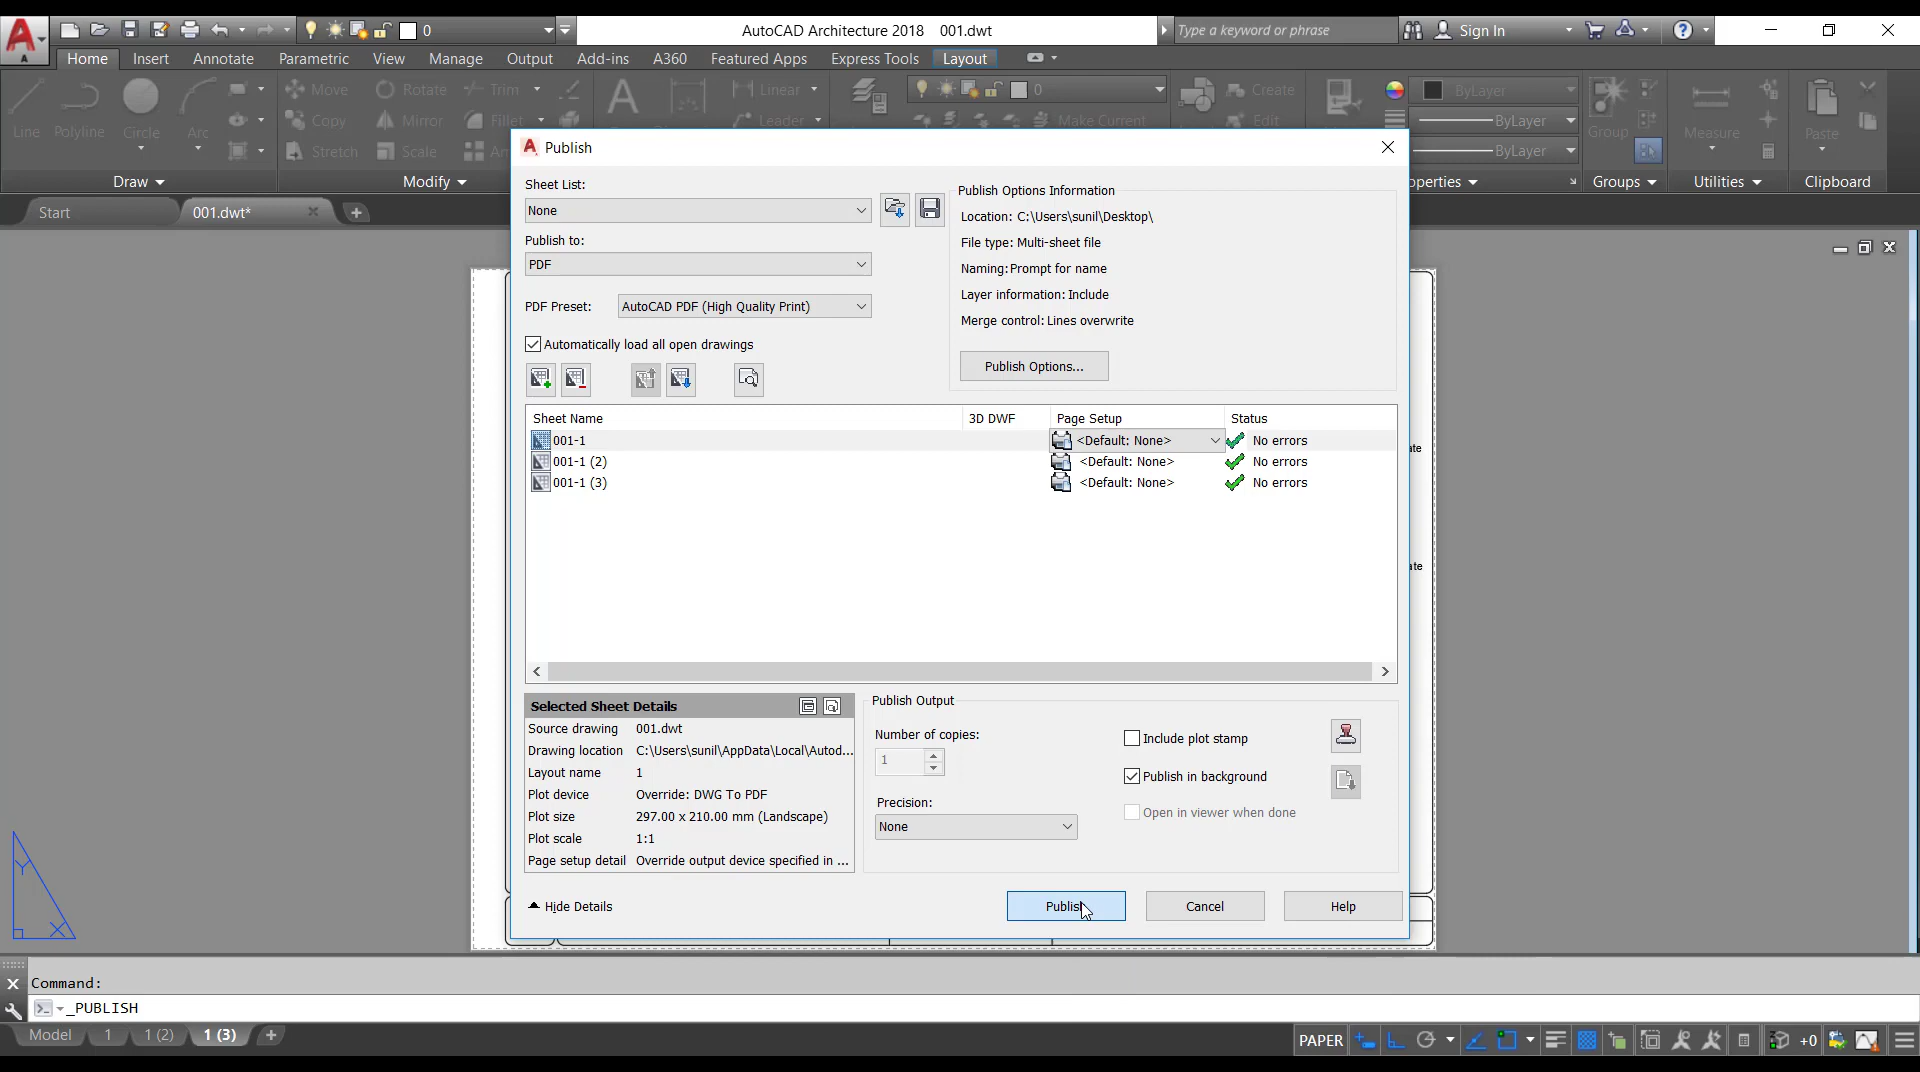 AutoCAD Architecture 2018 001.dwt
0
Type a keyword or phrase
Sign In
Home Insert Annotate Parametric View Manage Output Add-ins A360 Featured Apps Express Tools Layout
Line Polyline Circle Arc
Move Rotate Trim
Copy Mirror Fillet
Stretch Scale
Linear
Leader
0
Make Current
Create
Edit
ByLayer
ByLayer
ByLayer
Group
Measure
Paste
Draw Modify operties Groups Utilities Clipboard
Start 001.dwt*
Publish
Sheet List:
None
Publish to:
PDF
PDF Preset: AutoCAD PDF (High Quality Print)
Automatically load all open drawings
Publish Options Information
Location: C:\Users\sunil\Desktop\
File type: Multi-sheet file
Naming: Prompt for name
Layer information: Include
Merge control: Lines overwrite
Publish Options...
Sheet Name 3D DWF Page Setup Status
001-1 <Default: None> No errors
001-1 (2) <Default: None> No errors
001-1 (3) <Default: None> No errors
Selected Sheet Details
Source drawing 001.dwt
Drawing location C:\Users\sunil\AppData\Local\Autod...
Layout name 1
Plot device Override: DWG To PDF
Plot size 297.00 x 210.00 mm (Landscape)
Plot scale 1:1
Page setup detail Override output device specified in ...
Publish Output
Number of copies:
1
Precision:
None
Include plot stamp
Publish in background
Open in viewer when done
Hide Details
Publish Cancel Help
Y
X
Command:
_PUBLISH
Model 1 1 (2) 1 (3) +
PAPER
+0